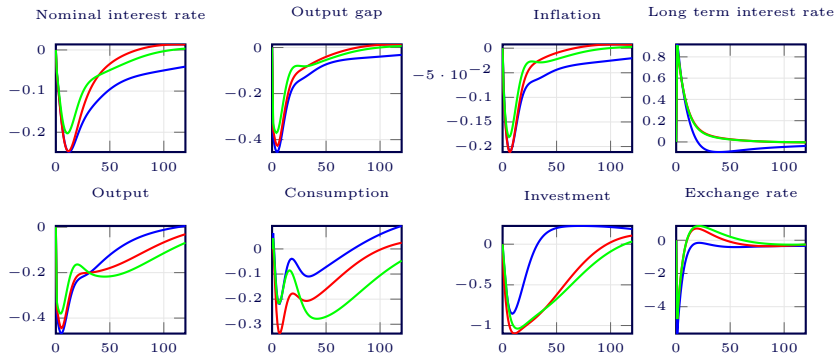 Nominal interest rate
Output gap
Inflation
Long term interest rate
0
−0.1
−0.2
0 50 100
0
−0.2
−0.4
0 50 100
0
−5 · 10−2
−0.1
−0.15
−0.2
0 50 100
0.8
0.6
0.4
0.2
0
0 50 100
Output
Consumption
Investment
Exchange rate
0
−0.2
−0.4
0 50 100
0
−0.1
−0.2
−0.3
0 50 100
0
−0.5
−1
0 50 100
0
−2
−4
0 50 100